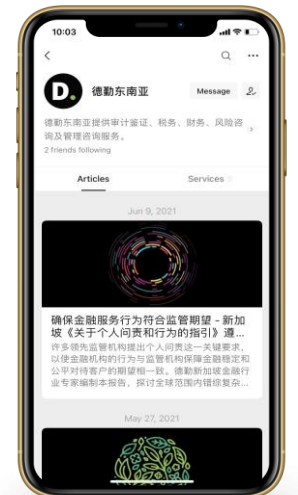 10:03
D.
德勤东南亚
Message
德勤东南亚提供审计鉴证、税务、财务、风险咨
询及管理咨询服务。
2 friends following
Articles
Services
Jun 9, 2021
确保金融服务行为符合监管期望 – 新加
坡《关于个人问责和行为的指引》遵...
许多领先监管机构提出个人问责这一关键要求,
以使金融机构的行为与监管机构保障金融稳定和
公平对待客户的期望相一致。德勤新加坡金融行
业专家编制本报告，探讨全球范围内错综复杂...
May 27, 2021